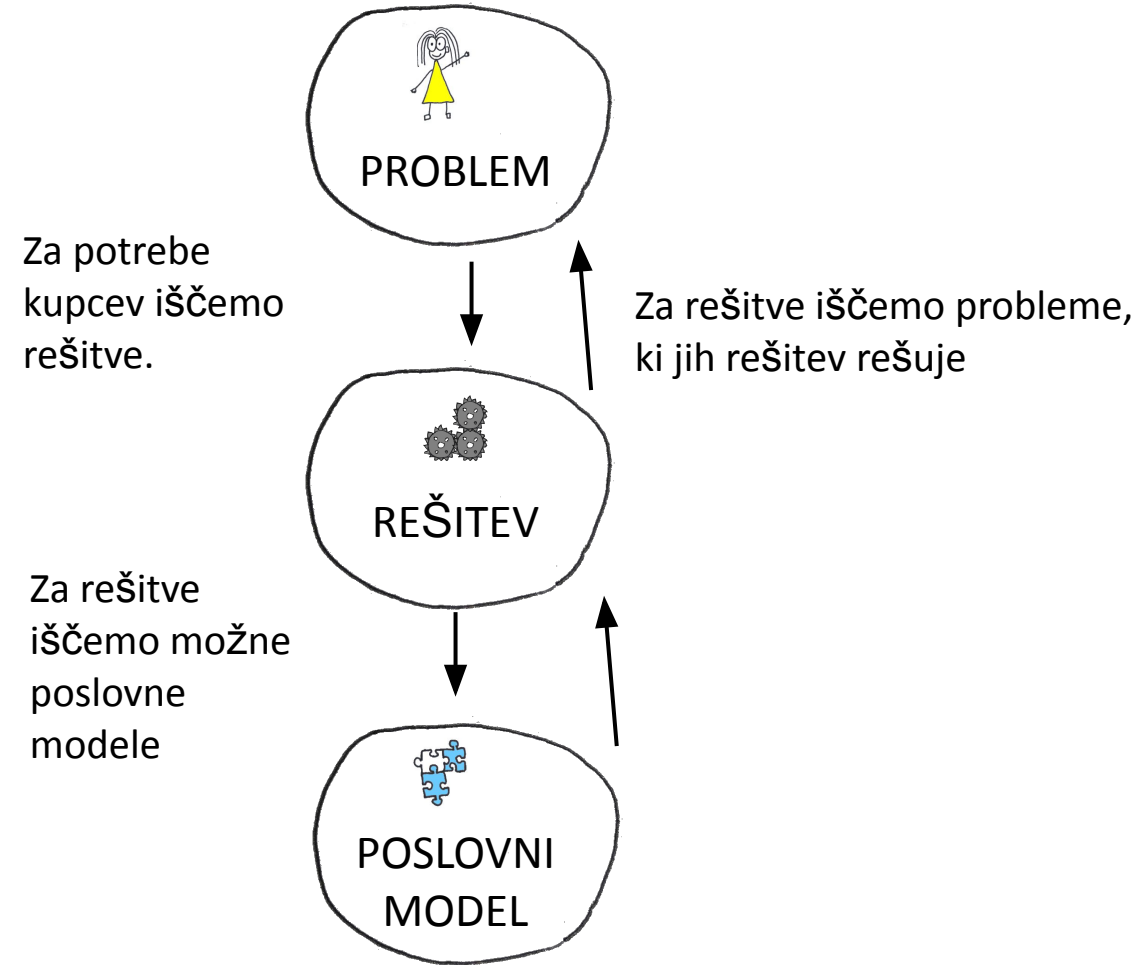 PROBLEM
Za potrebe
kupcev iščemo
rešitve.
Za rešitve iščemo probleme,
ki jih rešitev rešuje
REŠITEV
Za rešitve
iščemo možne
poslovne
modele
POSLOVNI
MODEL